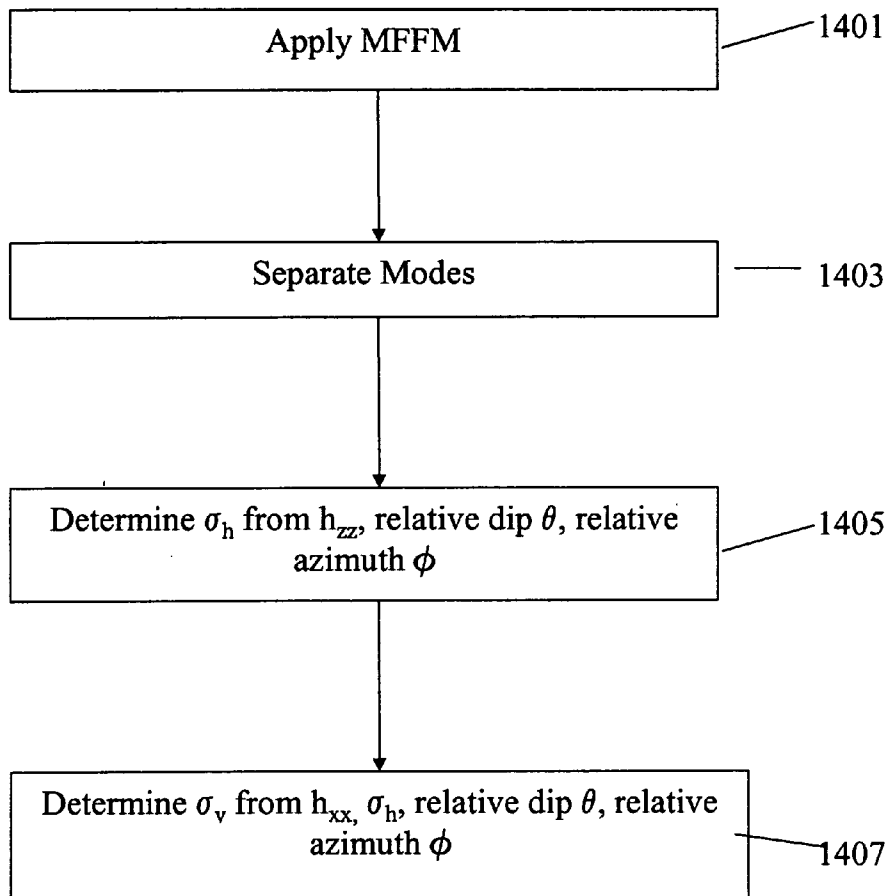 Apply MFFM
1401
Separate Modes
1403
Determine σh from hzz, relative dip θ, relative
azimuth ϕ
1405
Determine σv from hxx, σh, relative dip θ, relative
azimuth ϕ
1407